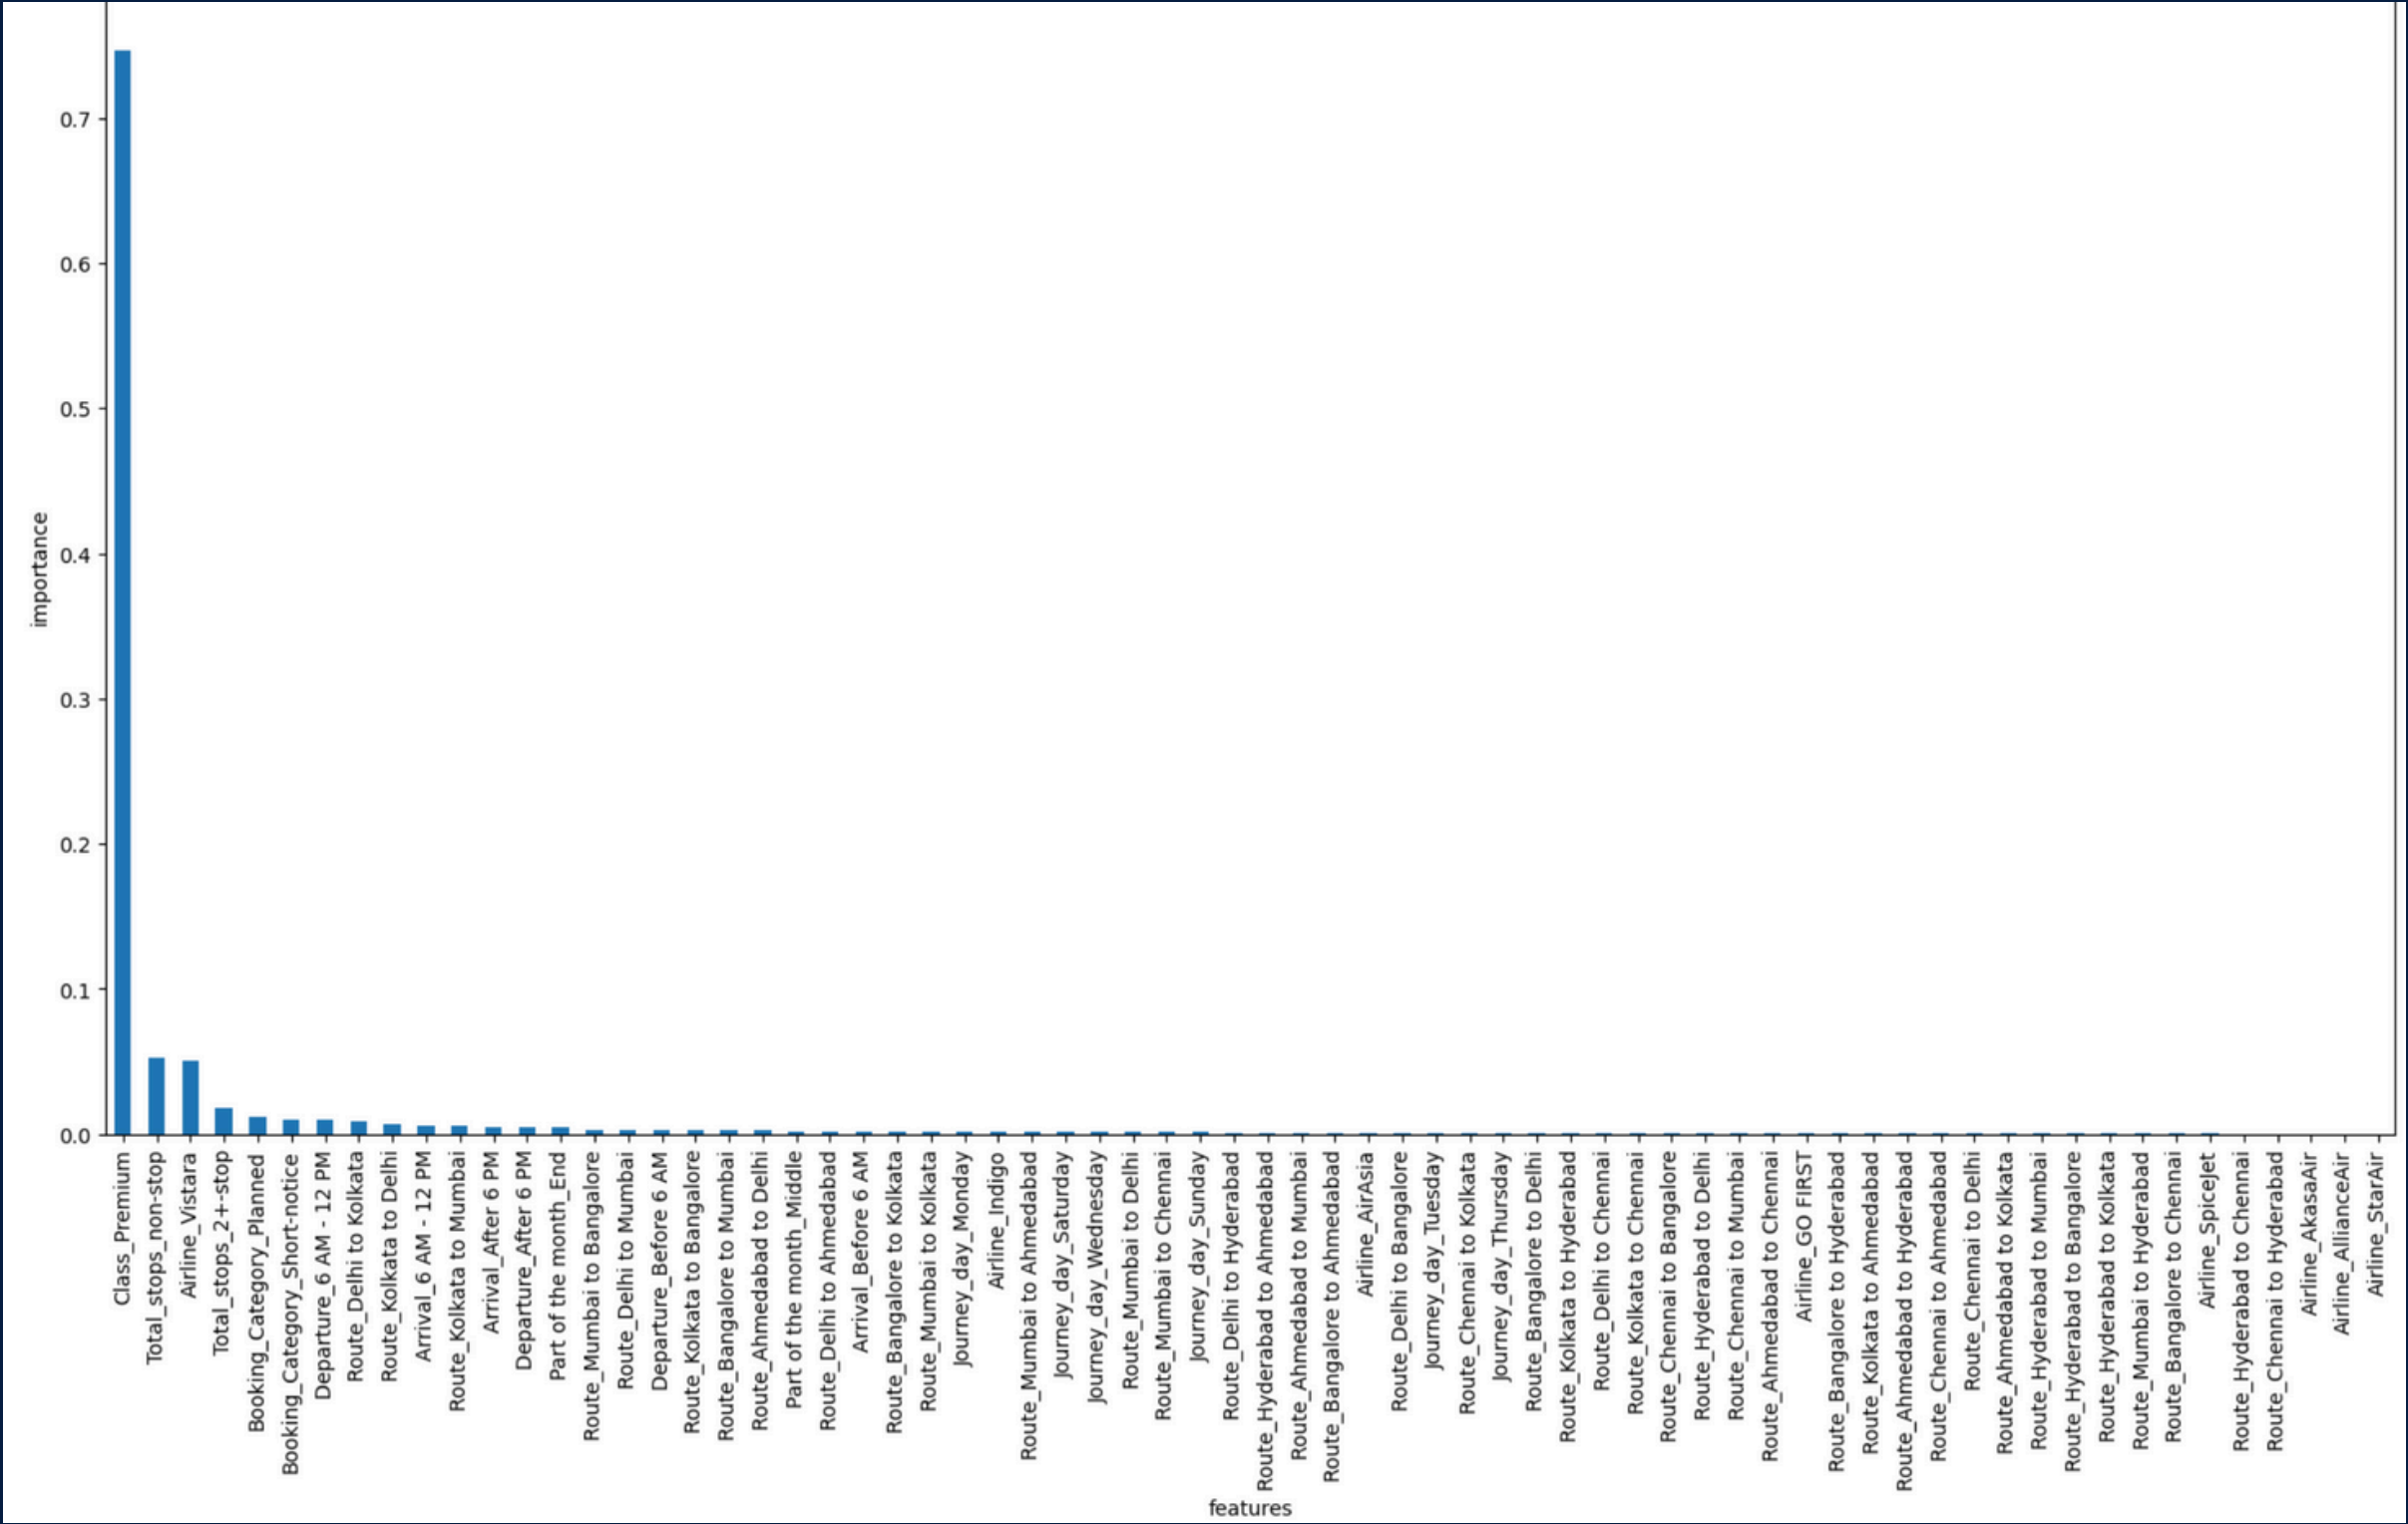 0.7
0.6
0.5
0.4
0.3
0.2
0.1
0.0
importance
Class_Premium
Total_stops_non-stop
Airline_Vistara
Total_stops_2+-stop
Booking_Category_Planned
Booking_Category_Short-notice
Departure_6 AM - 12 PM
Route_Delhi to Kolkata
Route_Kolkata to Delhi
Arrival_6 AM - 12 PM
Route_Kolkata to Mumbai
Arrival_After 6 PM
Departure_After 6 PM
Part of the month_End
Route_Mumbai to Bangalore
Route_Delhi to Mumbai
Departure_Before 6 AM
Route_Kolkata to Bangalore
Route_Bangalore to Mumbai
Route_Ahmedabad to Delhi
Part of the month_Middle
Route_Delhi to Ahmedabad
Arrival_Before 6 AM
Route_Bangalore to Kolkata
Route_Mumbai to Kolkata
Journey_day_Monday
Airline_Indigo
Route_Mumbai to Ahmedabad
Journey_day_Saturday
Journey_day_Wednesday
Route_Mumbai to Delhi
Route_Mumbai to Chennai
Journey_day_Sunday
Route_Delhi to Hyderabad
Route_Hyderabad to Ahmedabad
Route_Ahmedabad to Mumbai
Route_Bangalore to Ahmedabad
Airline_AirAsia
Route_Delhi to Bangalore
Journey_day_Tuesday
Route_Chennai to Kolkata
Journey_day_Thursday
Route_Bangalore to Delhi
Route_Kolkata to Hyderabad
Route_Delhi to Chennai
Route_Kolkata to Chennai
Route_Chennai to Bangalore
Route_Hyderabad to Delhi
Route_Chennai to Mumbai
Route_Ahmedabad to Chennai
Airline_GO FIRST
Route_Bangalore to Hyderabad
Route_Kolkata to Ahmedabad
Route_Ahmedabad to Hyderabad
Route_Chennai to Ahmedabad
Route_Chennai to Delhi
Route_Ahmedabad to Kolkata
Route_Hyderabad to Mumbai
Route_Hyderabad to Bangalore
Route_Hyderabad to Kolkata
Route_Mumbai to Hyderabad
Route_Bangalore to Chennai
Airline_SpiceJet
Route_Hyderabad to Chennai
Route_Chennai to Hyderabad
Airline_AkasaAir
Airline_AllianceAir
Airline_StarAir
features